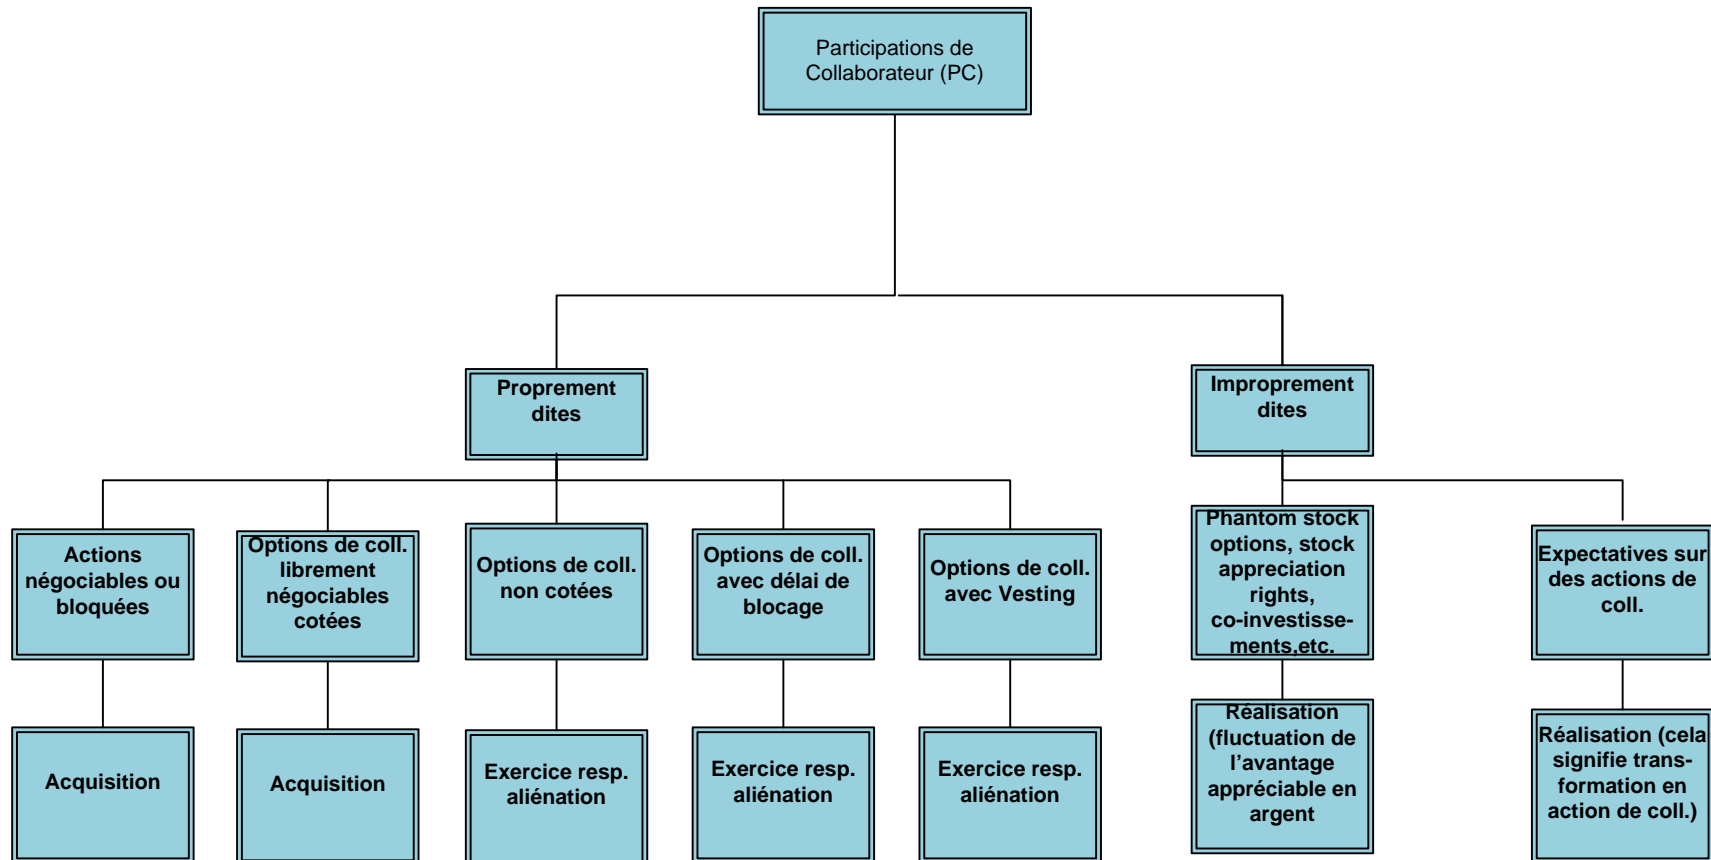 Participations de
Collaborateur (PC)
Proprement
dites
Improprement
dites
Actions
négociables ou
bloquées
Options de coll.
librement
négociables
cotées
Options de coll.
non cotées
Options de coll.
avec délai de
blocage
Options de coll.
avec Vesting
Phantom stock
options, stock
appreciation
rights,
co-investisse-
ments,etc.
Expectatives sur
des actions de
coll.
Acquisition
Acquisition
Exercice resp.
aliénation
Exercice resp.
aliénation
Exercice resp.
aliénation
Réalisation
(fluctuation de
l’avantage
appréciable en
argent
Réalisation (cela
signifie trans-
formation en
action de coll.)